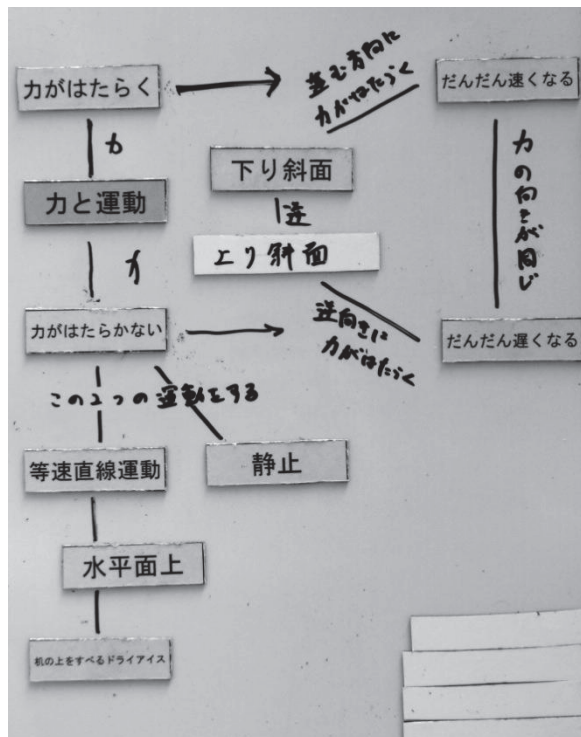 力がはたらく
進む方向に
力がはたらく
だんだん速くなる
力
力と運動
下り斜面
逆
上り斜面
力の向きが同じ
力
力がはたらかない
逆向きに
力がはたらく
だんだん遅くなる
この2つの運動をする
等速直線運動
静止
水平面上
机の上をすべるドライアイス